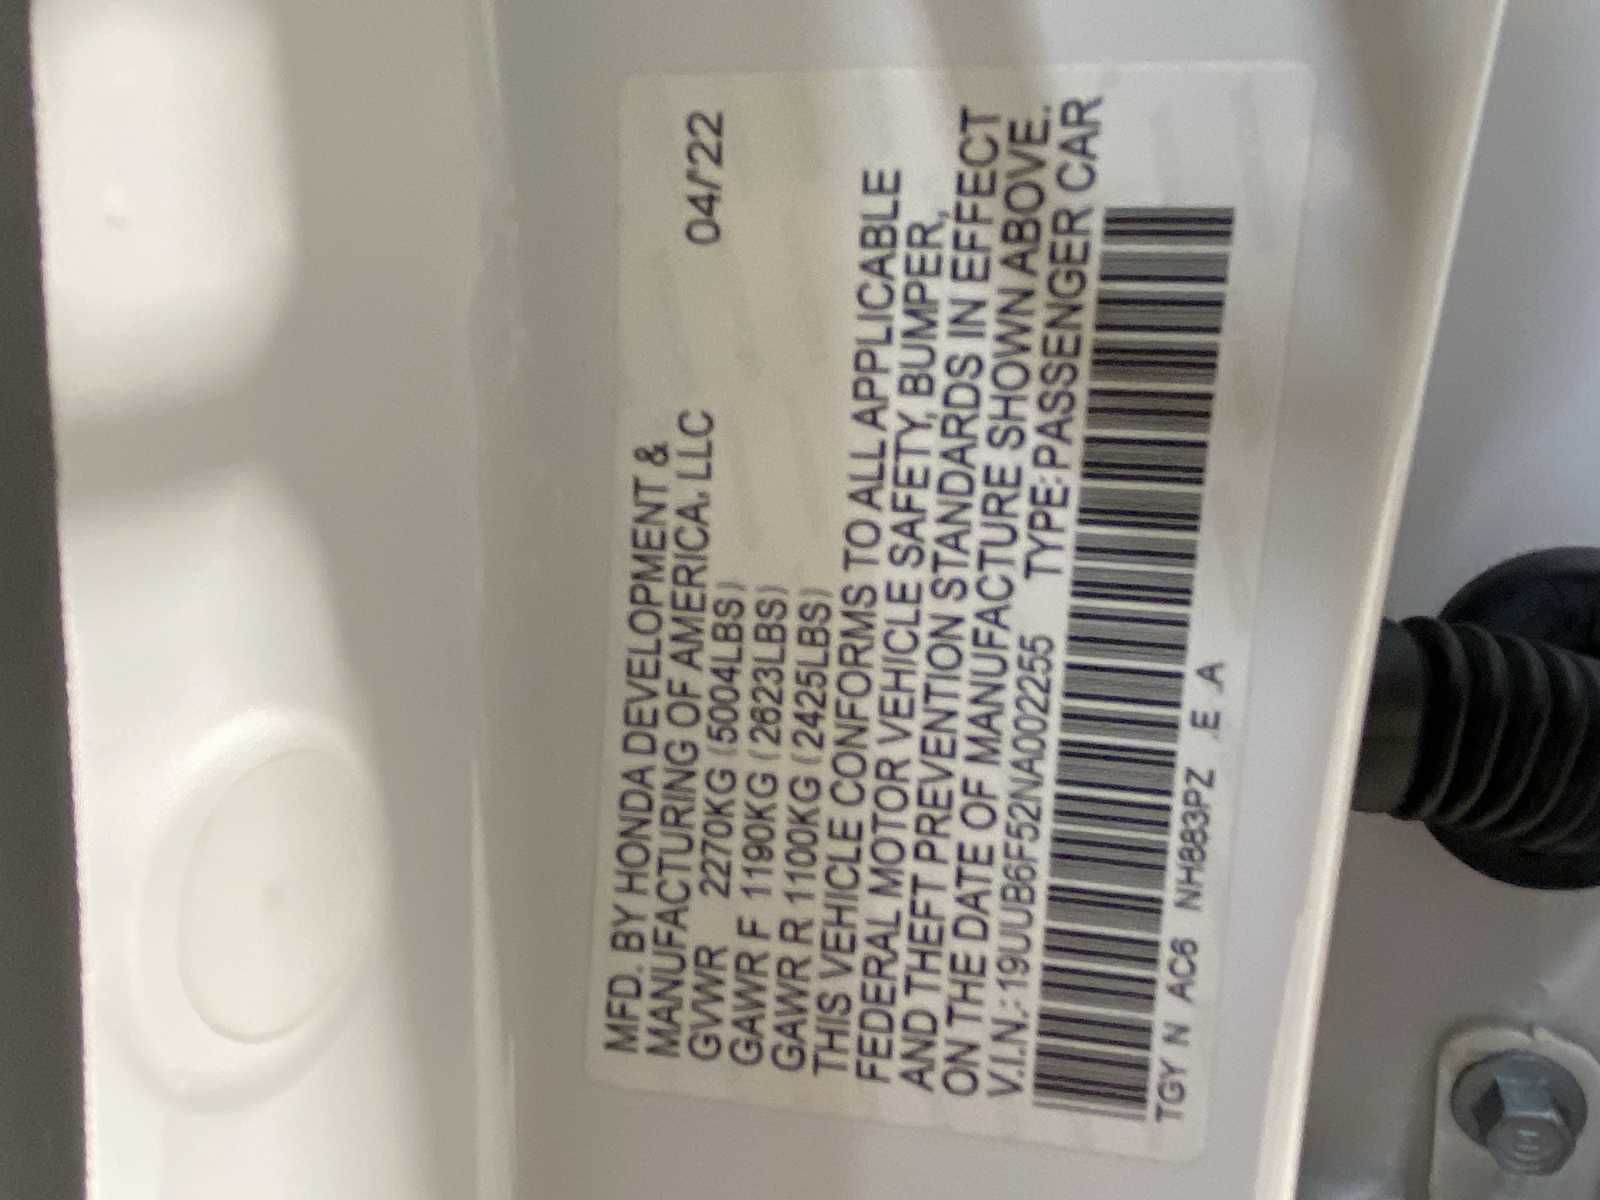 MFD. BY HONDA DEVELOPMENT &
MANUFACTURING OF AMERICA, LLC 04/'22
GVWR 2270KG (5004LBS)
GAWR F 1190KG (2623LBS)
GAWR R 1100KG (2425LBS)
THIS VEHICLE CONFORMS TO ALL APPLICABLE
FEDERAL MOTOR VEHICLE SAFETY, BUMPER,
AND THEFT PREVENTION STANDARDS IN EFFECT
ON THE DATE OF MANUFACTURE SHOWN ABOVE.
V.I.N.: 19UUB6F52NA002255 TYPE: PASSENGER CAR
TGY N AC6 NH883PZ E A